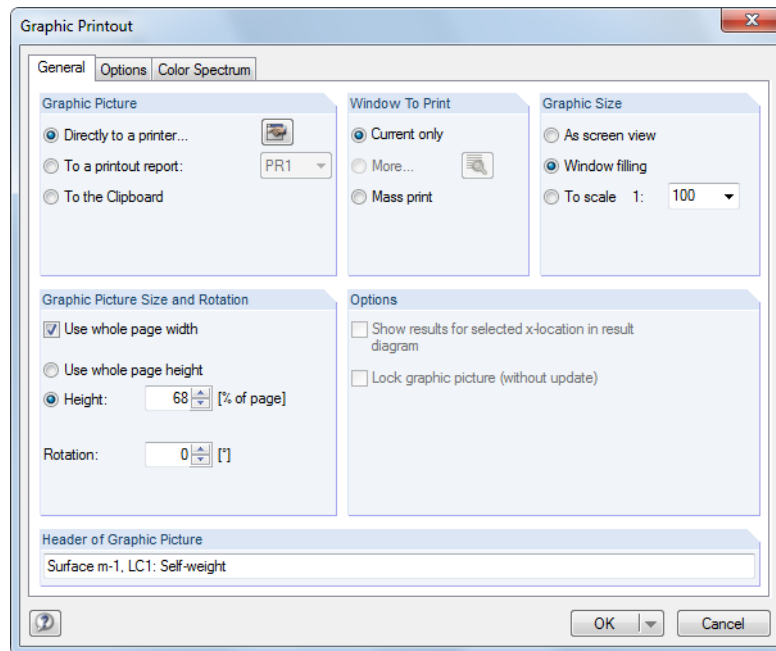 Graphic Printout
General
Options
Color Spectrum
Graphic Picture
Directly to a printer...
To a printout report:
PR1
To the Clipboard
Window To Print
Current only
More...
Mass print
Graphic Size
As screen view
Window filling
To scale 1: 100
Graphic Picture Size and Rotation
Use whole page width
Use whole page height
Height: 68 [% of page]
Rotation: 0 [°]
Options
Show results for selected x-location in result
diagram
Lock graphic picture (without update)
Header of Graphic Picture
Surface m-1, LC1: Self-weight
OK
Cancel